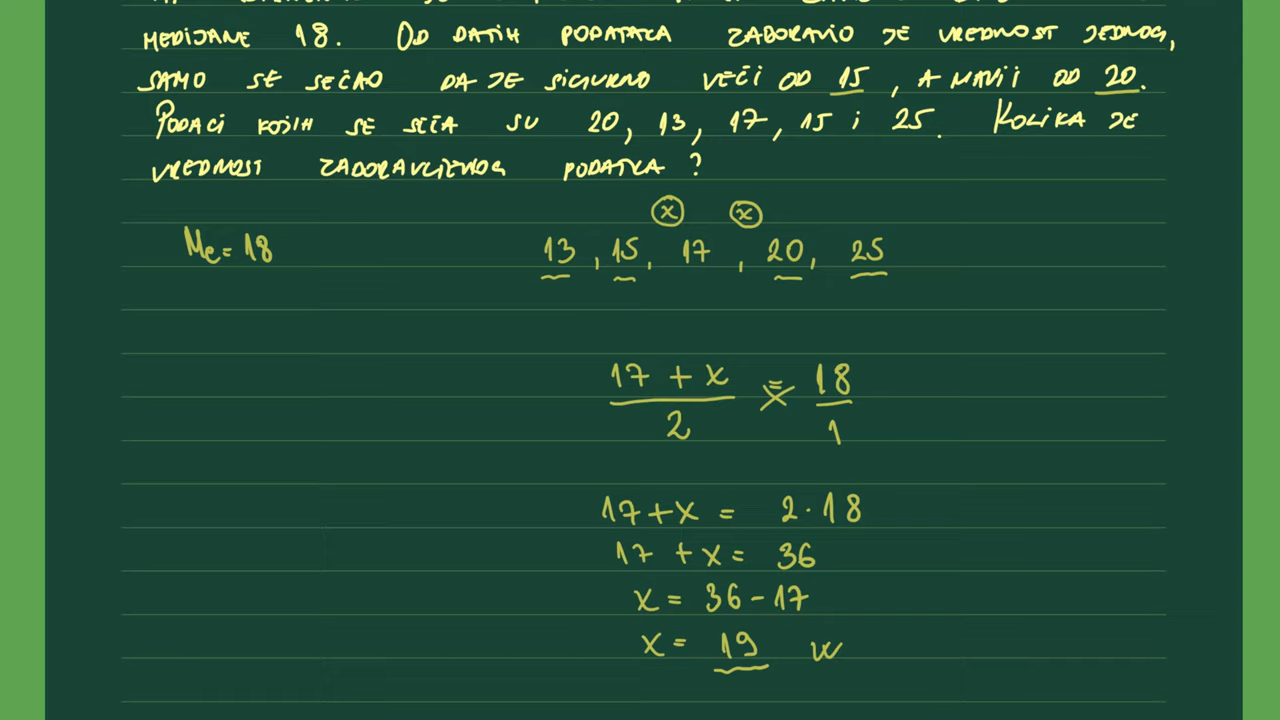 MEDIJANE 18. OD DATIH PODATAKA ZABORAVIO JE VREDNOST JEDNOG,
SAMO SE SEĆAO DA JE SIGURNO VEĆI OD 15, A MANJI OD 20.
PODACI KOJIH SE SEĆA SU 20, 13, 17, 15 I 25. KOLIKA JE
VREDNOST ZABORAVLJENOG PODATKA?
x x
Me = 18 13, 15, 17, 20, 25
17 + x = 18
2 1
17 + x = 2 · 18
17 + x = 36
x = 36 - 17
x = 19